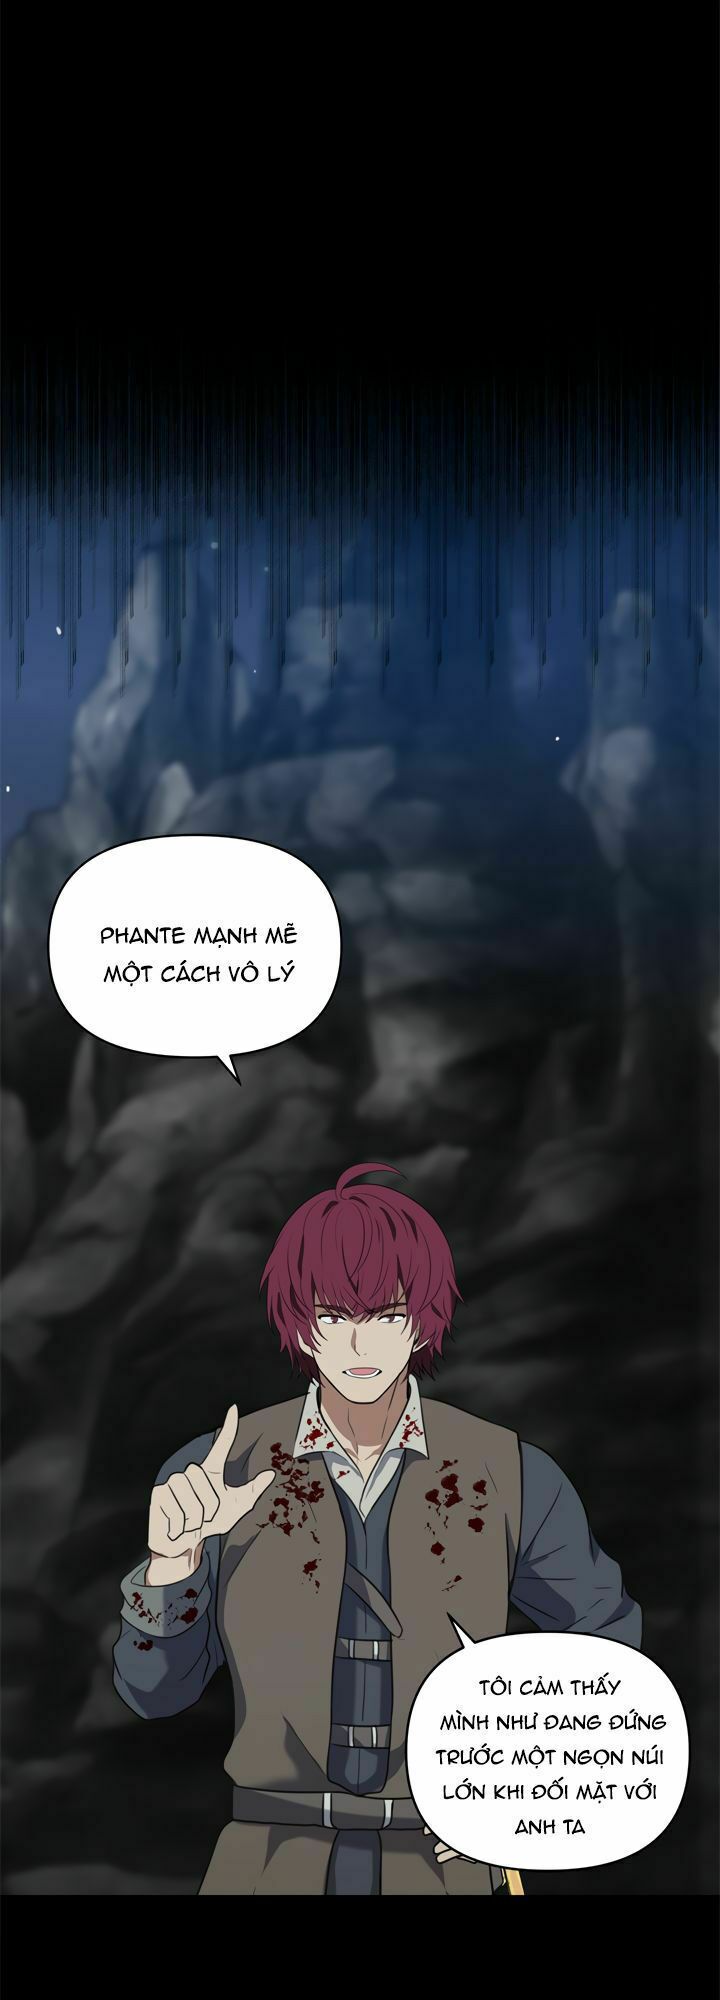 PHANTE MẠNH MẼ
MỘT CÁCH VÔ LÝ
TÔI CẢM THẤY
MÌNH NHƯ ĐANG ĐỨNG
TRƯỚC MỘT NGỌN NÚI
LỚN KHI ĐỐI MẶT VỚI
ANH TA